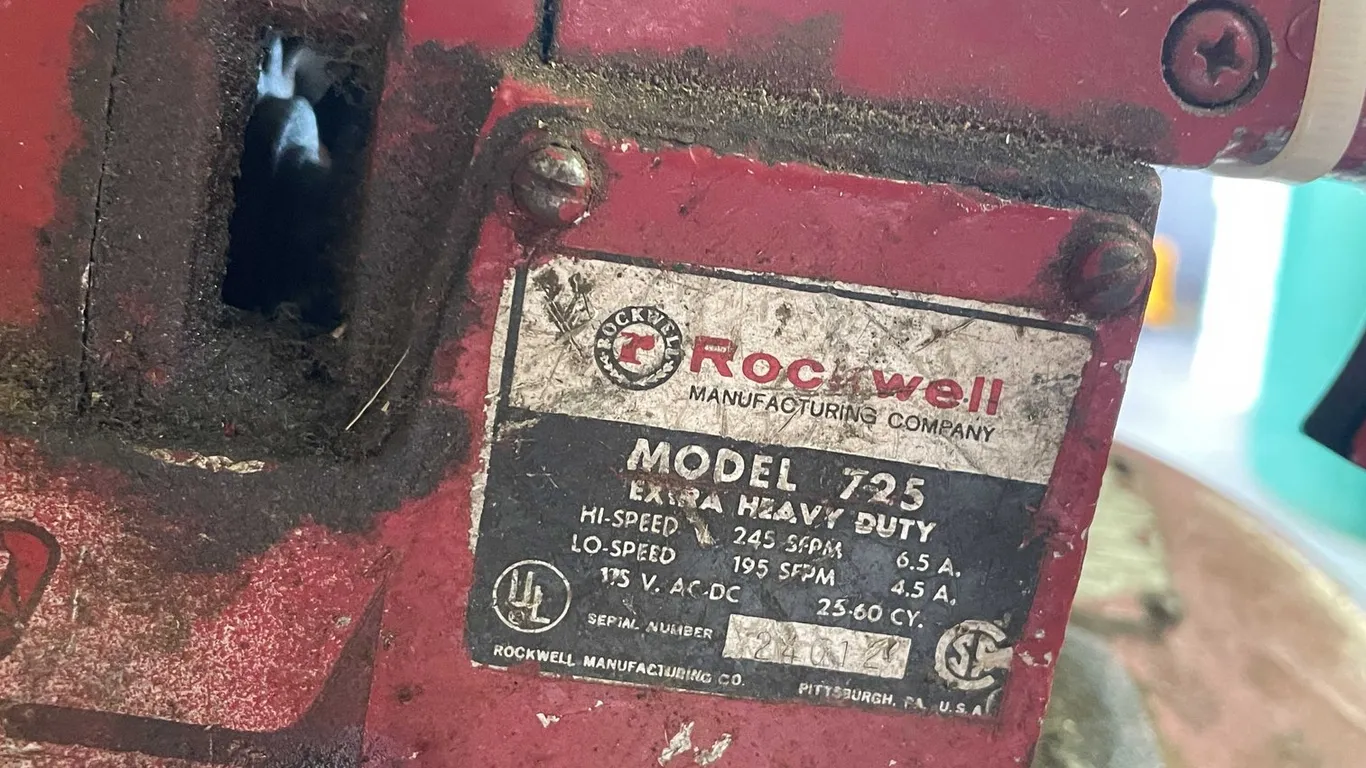 ROCKWELL
Rockwell
MANUFACTURING COMPANY
MODEL 725
EXTRA HEAVY DUTY
HI-SPEED 245 SFPM 6.5 A.
LO-SPEED 195 SFPM 4.5 A.
115 V. AC-DC 25-60 CY.
UL
SERIAL NUMBER
ROCKWELL MANUFACTURING CO. PITTSBURGH, PA. U.S.A.